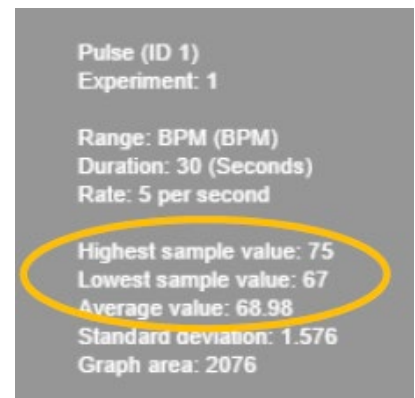 Pulse (ID 1)
Experiment: 1
Range: BPM (BPM)
Duration: 30 (Seconds)
Rate: 5 per second
Highest sample value: 75
Lowest sample value: 67
Average value: 68.98
Standard deviation: 1.576
Graph area: 2076